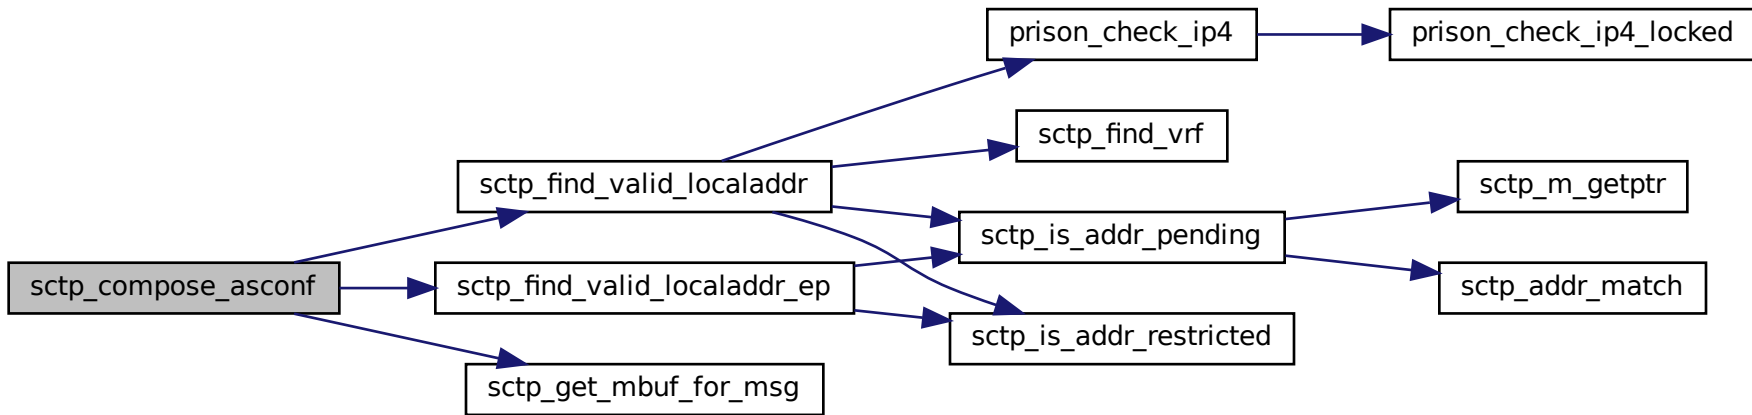 sctp_compose_asconf
sctp_find_valid_localaddr
sctp_find_valid_localaddr_ep
sctp_get_mbuf_for_msg
prison_check_ip4
sctp_find_vrf
sctp_is_addr_pending
sctp_is_addr_restricted
prison_check_ip4_locked
sctp_m_getptr
sctp_addr_match